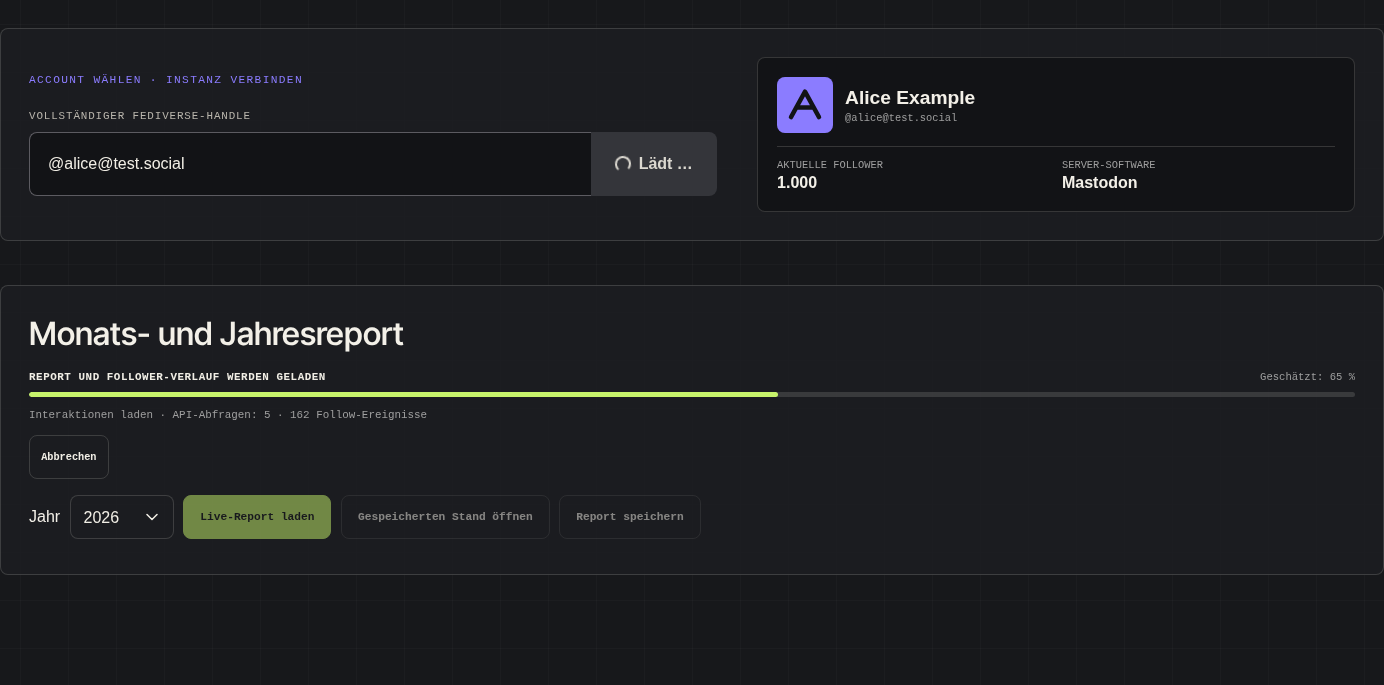 ACCOUNT WÄHLEN · INSTANZ VERBINDEN
VOLLSTÄNDIGER FEDIVERSE-HANDLE
@alice@test.social
Lädt …
Alice Example
@alice@test.social
AKTUELLE FOLLOWER
1.000
SERVER-SOFTWARE
Mastodon
Monats- und Jahresreport
REPORT UND FOLLOWER-VERLAUF WERDEN GELADEN
Geschätzt: 65 %
Interaktionen laden · API-Abfragen: 5 · 162 Follow-Ereignisse
Abbrechen
Jahr
2026
Live-Report laden
Gespeicherten Stand öffnen
Report speichern